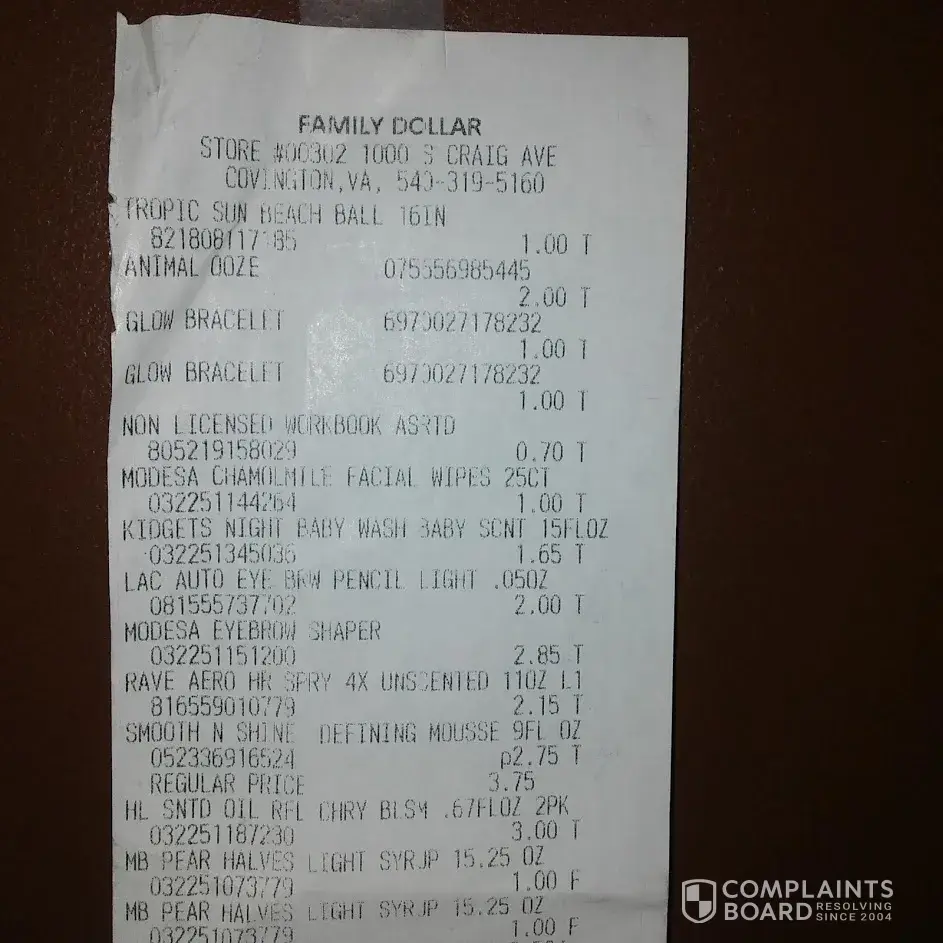 FAMILY DOLLAR
STORE #00302 1000 S CRAIG AVE
COVINGTON,VA, 540-319-5160
TROPIC SUN BEACH BALL 16IN
1.00 T
ANIMAL OOZE 075556985445
2.00 T
GLOW BRACELET 6970027178232
1.00 T
GLOW BRACELET 6970027178232
1.00 T
NON LICENSED WORKBOOK ASRTD
805219158029 0.70 T
MODESA CHAMOLMILE FACIAL WIPES 25CT
032251144264 1.00 T
KIDGETS NIGHT BABY WASH BABY SCNT 15FLOZ
032251345036 1.65 T
LAC AUTO EYE BRW PENCIL LIGHT .05OZ
081555737702 2.00 T
MODESA EYEBROW SHAPER
032251151200 2.85 T
RAVE AERO HR SPRY 4X UNSCENTED 11OZ L1
816559010779 2.15 T
SMOOTH N SHINE DEFINING MOUSSE 9FL OZ
052336916524 p2.75 T
REGULAR PRICE 3.75
HL SNTD OIL RFL CHRY BLSM .67FLOZ 2PK
032251187230 3.00 T
MB PEAR HALVES LIGHT SYRUP 15.25 OZ
032251073779 1.00 F
MB PEAR HALVES LIGHT SYRUP 15.25 OZ
032251073779 1.00 F
COMPLAINTS
BOARD RESOLVING SINCE 2004